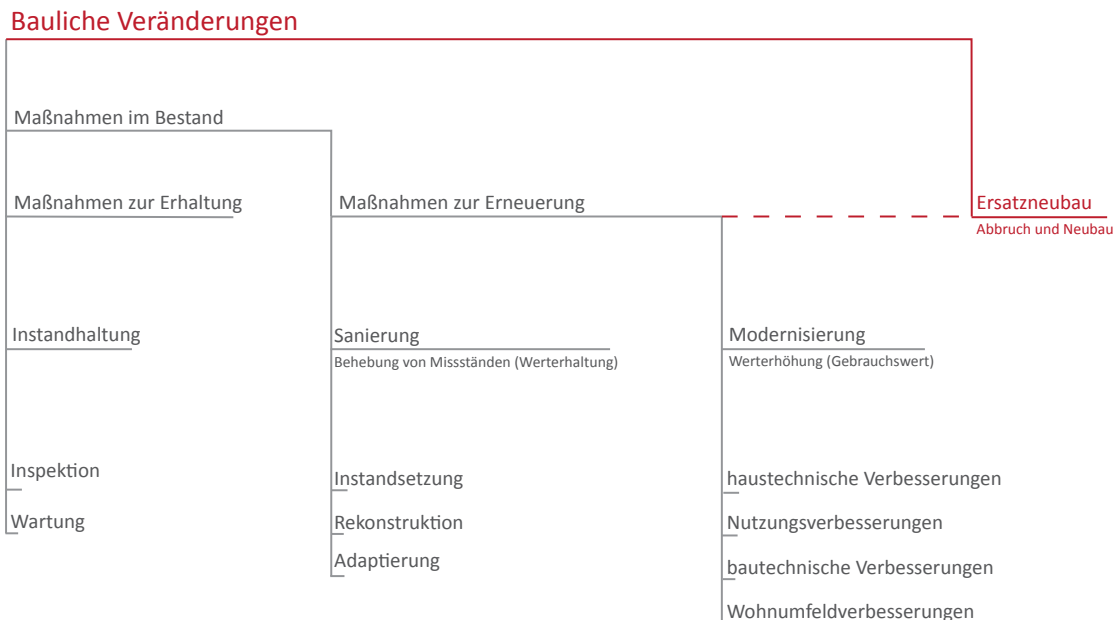 Bauliche Veränderungen
Maßnahmen im Bestand
Maßnahmen zur Erhaltung
Maßnahmen zur Erneuerung
Ersatzneubau
Abbruch und Neubau
Instandhaltung
Sanierung
Behebung von Missständen (Werterhaltung)
Modernisierung
Werterhöhung (Gebrauchswert)
Inspektion
Wartung
Instandsetzung
Rekonstruktion
Adaptierung
haustechnische Verbesserungen
Nutzungsverbesserungen
bautechnische Verbesserungen
Wohnumfeldverbesserungen